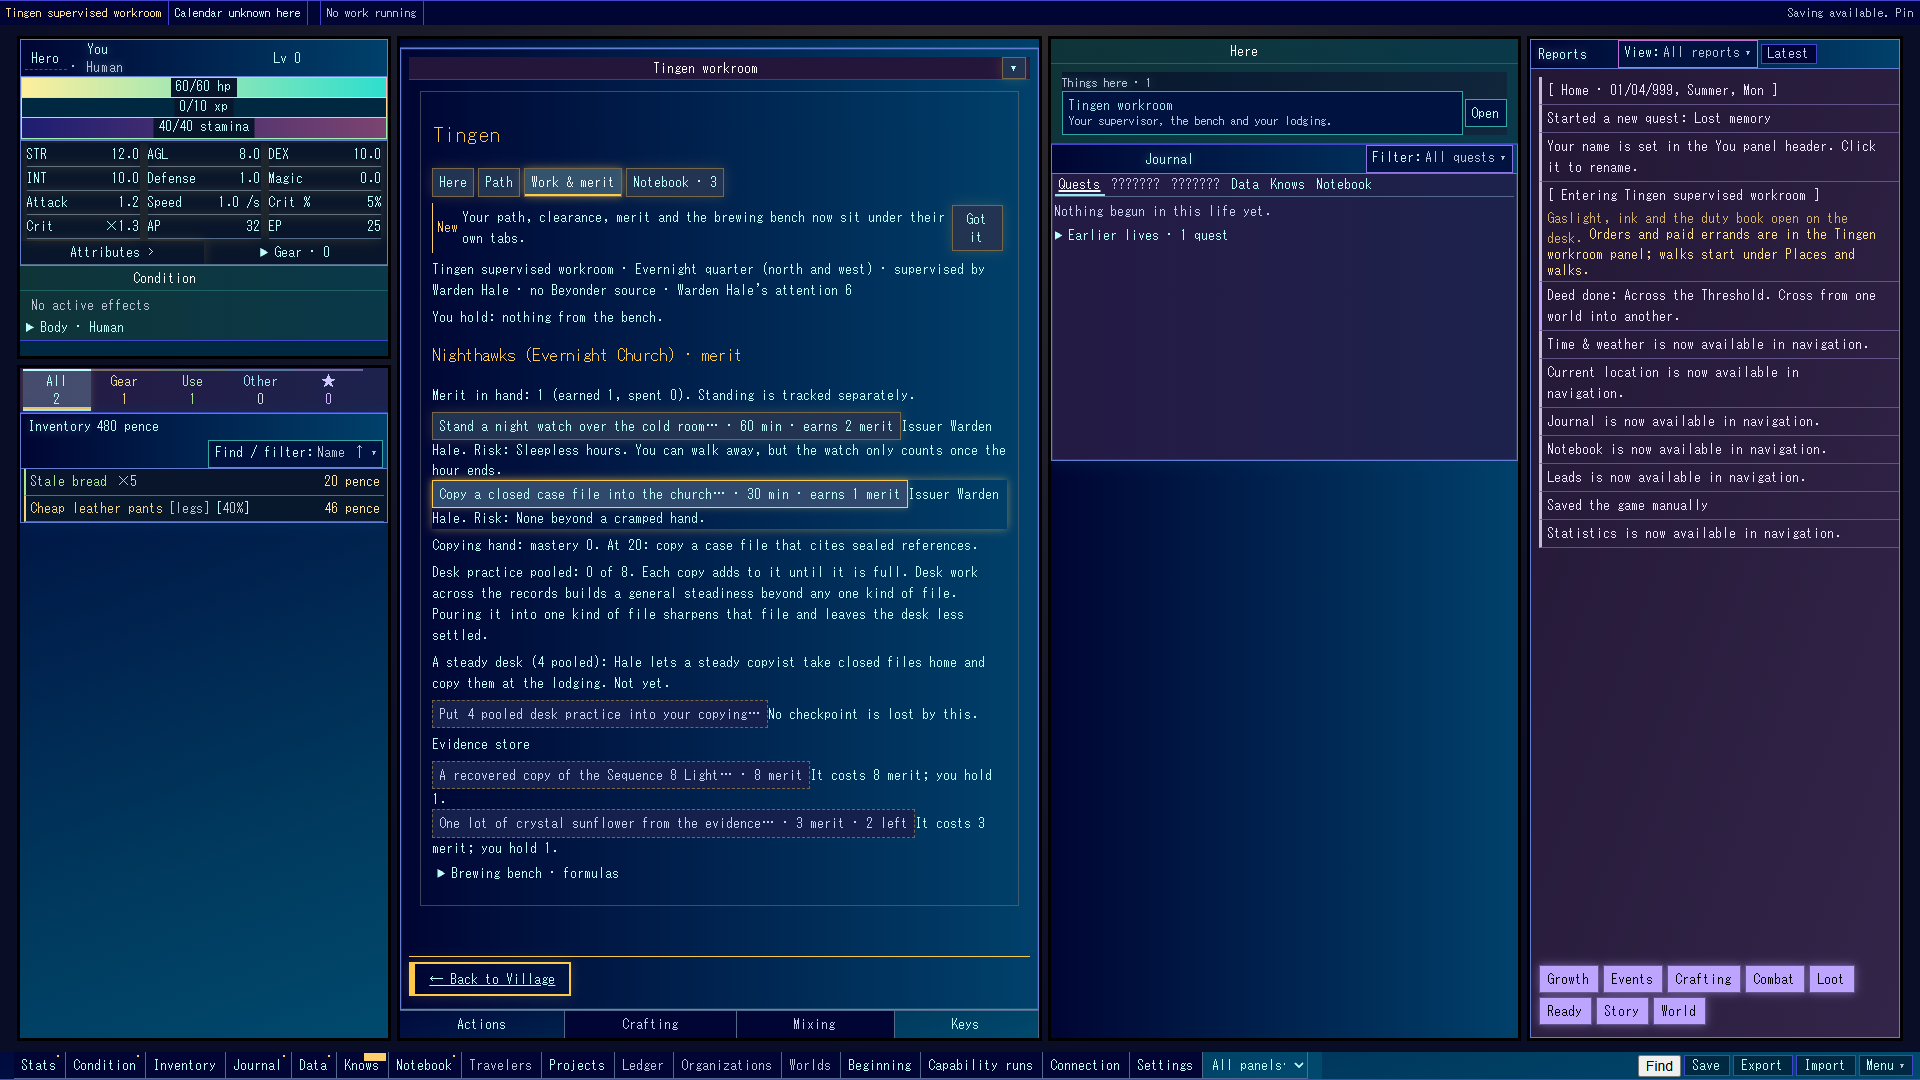 Tingen supervised workroom
Calendar unknown here
No work running
Saving available. Pin
Hero · You Human
Lv 0
60/60 hp
0/10 xp
40/40 stamina
STR 12.0 AGL 8.0 DEX 10.0
INT 10.0 Defense 1.0 Magic 0.0
Attack 1.2 Speed 1.0 /s Crit % 5%
Crit ×1.3 AP 32 EP 25
Attributes >
▶ Gear · 0
Condition
No active effects
▶ Body · Human
All 2
Gear 1
Use 1
Other 0
★ 0
Inventory 480 pence
Find / filter: Name ↑ ▾
Stale bread ×5 20 pence
Cheap leather pants [legs] [40%] 46 pence
Tingen workroom
▾
Tingen
Here
Path
Work & merit
Notebook · 3
New
Your path, clearance, merit and the brewing bench now sit under their
own tabs.
Got
it
Tingen supervised workroom · Evernight quarter (north and west) · supervised by
Warden Hale · no Beyonder source · Warden Hale's attention 6
You hold: nothing from the bench.
Nighthawks (Evernight Church) · merit
Merit in hand: 1 (earned 1, spent 0). Standing is tracked separately.
Stand a night watch over the cold room… · 60 min · earns 2 merit Issuer Warden
Hale. Risk: Sleepless hours. You can walk away, but the watch only counts once the
hour ends.
Copy a closed case file into the church… · 30 min · earns 1 merit Issuer Warden
Hale. Risk: None beyond a cramped hand.
Copying hand: mastery 0. At 20: copy a case file that cites sealed references.
Desk practice pooled: 0 of 8. Each copy adds to it until it is full. Desk work
across the records builds a general steadiness beyond any one kind of file.
Pouring it into one kind of file sharpens that file and leaves the desk less
settled.
A steady desk (4 pooled): Hale lets a steady copyist take closed files home and
copy them at the lodging. Not yet.
Put 4 pooled desk practice into your copying… No checkpoint is lost by this.
Evidence store
A recovered copy of the Sequence 8 Light… · 8 merit It costs 8 merit; you hold
1.
One lot of crystal sunflower from the evidence… · 3 merit · 2 left It costs 3
merit; you hold 1.
▶ Brewing bench · formulas
← Back to Village
Actions
Crafting
Mixing
Keys
Here
Things here · 1
Tingen workroom
Your supervisor, the bench and your lodging.
Open
Journal
Filter: All quests ▾
Quests ??????? ??????? Data Knows Notebook
Nothing begun in this life yet.
▶ Earlier lives · 1 quest
Reports
View: All reports ▾
Latest
[ Home · 01/04/999, Summer, Mon ]
Started a new quest: Lost memory
Your name is set in the You panel header. Click
it to rename.
[ Entering Tingen supervised workroom ]
Gaslight, ink and the duty book open on the
desk. Orders and paid errands are in the Tingen
workroom panel; walks start under Places and
walks.
Deed done: Across the Threshold. Cross from one
world into another.
Time & weather is now available in navigation.
Current location is now available in
navigation.
Journal is now available in navigation.
Notebook is now available in navigation.
Leads is now available in navigation.
Saved the game manually
Statistics is now available in navigation.
Growth
Events
Crafting
Combat
Loot
Ready
Story
World
Stats
Condition
Inventory
Journal
Data
Knows
Notebook
Travelers
Projects
Ledger
Organizations
Worlds
Beginning
Capability runs
Connection
Settings
All panels·
Find
Save
Export
Import
Menu ▾